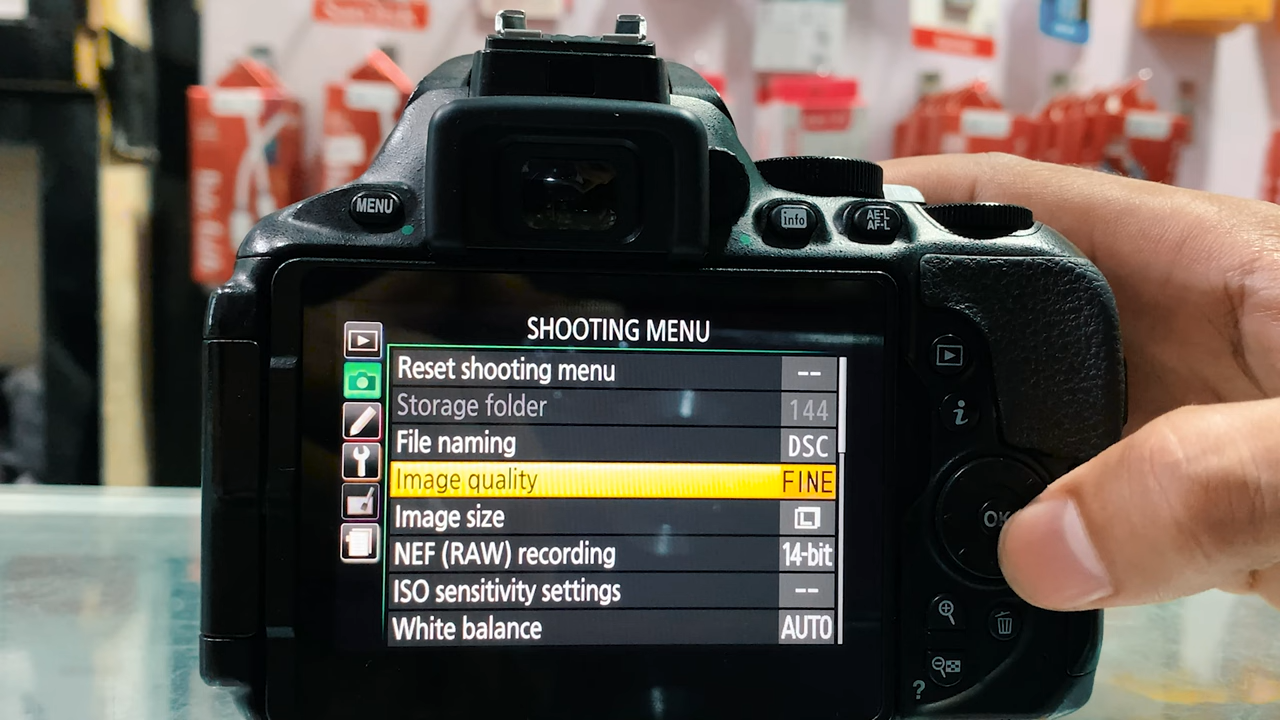 SanDisk
MENU
info
AE-L
AF-L
SHOOTING MENU
Reset shooting menu --
Storage folder 144
File naming DSC
Image quality FINE
Image size L
NEF (RAW) recording 14-bit
ISO sensitivity settings --
White balance AUTO
i
OK
?